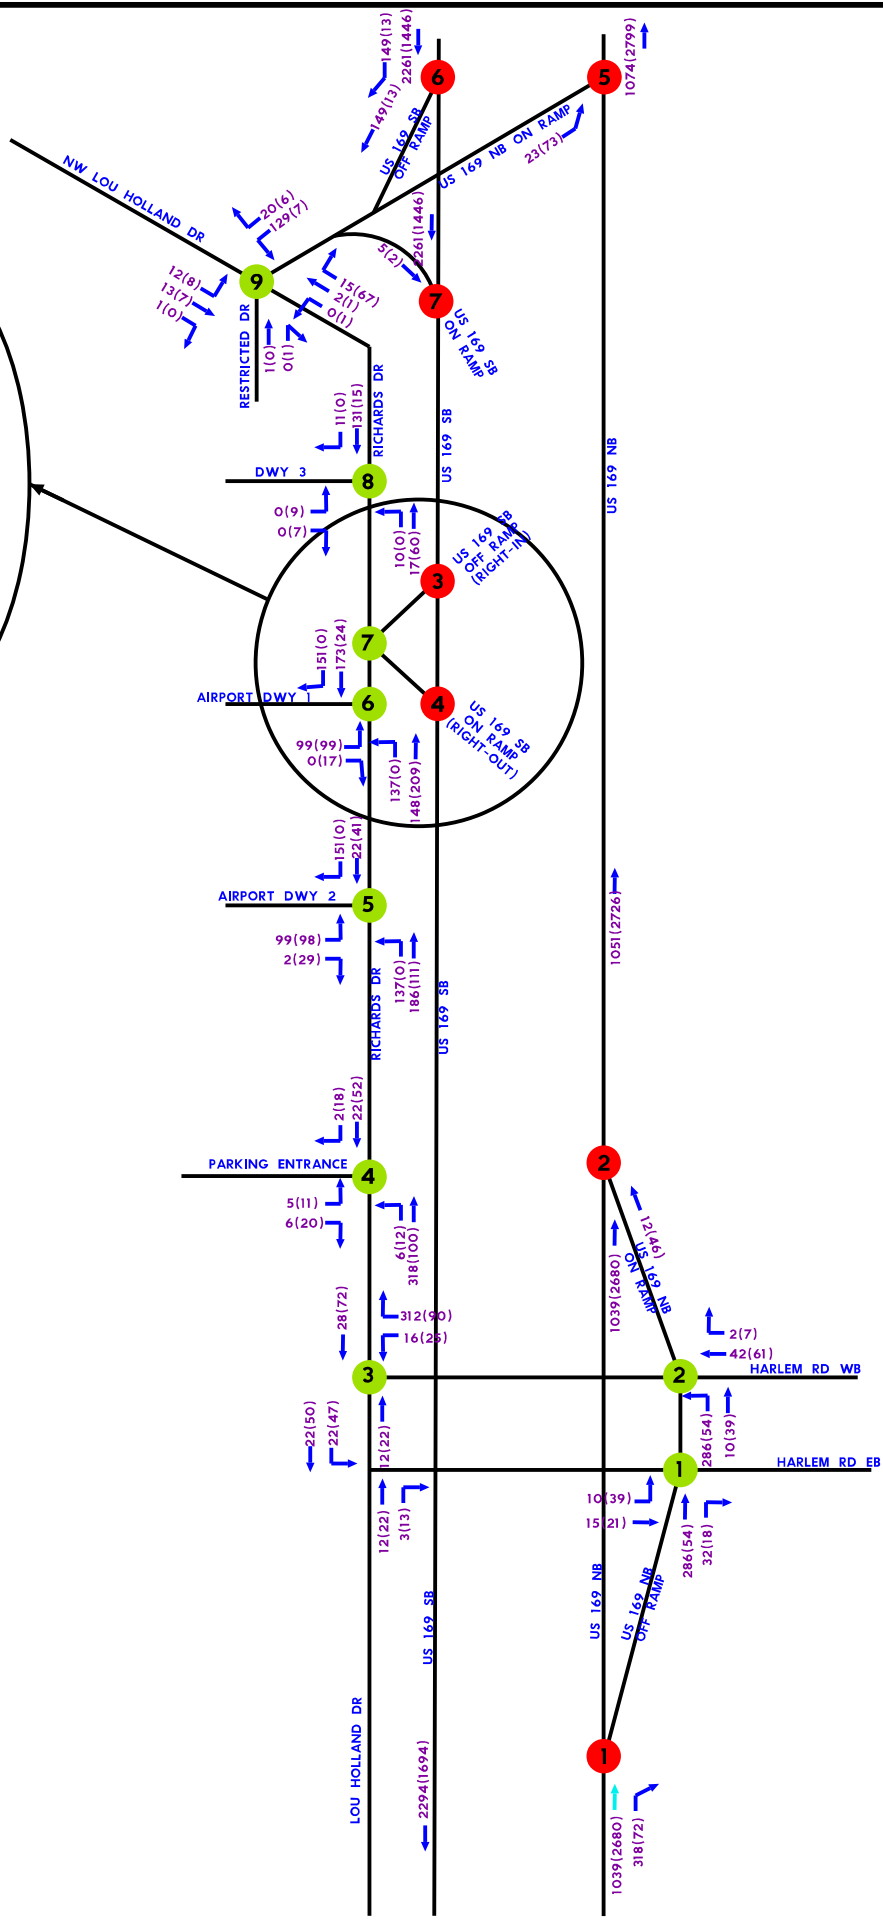 149(13)
2261(1446)
6
149(13)
US 169 SB
OFF RAMP
5
1074(2799)
US 169 NB ON RAMP
23(73)
NW LOU HOLLAND DR
20(6)
129(7)
2261(1446)
5(2)
12(8)
13(7)
1(0)
9
15(67)
2(1)
0(1)
7
US 169 SB
ON RAMP
RESTRICTED DR
1(0)
0(1)
RICHARDS DR
11(0)
131(15)
US 169 SB
US 169 NB
DWY 3
8
0(9)
0(7)
10(0)
17(60)
US 169 SB
OFF RAMP
(RIGHT-IN)
3
7
151(0)
173(24)
AIRPORT DWY 1
6
4
US 169 SB
ON RAMP
(RIGHT-OUT)
99(99)
0(17)
137(0)
148(209)
151(0)
22(41)
AIRPORT DWY 2
5
1051(2726)
99(98)
2(29)
137(0)
186(111)
RICHARDS DR
US 169 SB
2(18)
22(52)
PARKING ENTRANCE
4
2
5(11)
6(20)
6(12)
318(100)
12(46)
US 169 NB
ON RAMP
1039(2680)
28(72)
312(90)
16(25)
2(7)
42(61)
3
2
HARLEM RD WB
22(50)
22(47)
12(22)
286(54)
10(39)
1
HARLEM RD EB
12(22)
3(13)
10(39)
15(21)
286(54)
32(18)
US 169 SB
US 169 NB
US 169 NB
OFF RAMP
LOU HOLLAND DR
2294(1694)
1
1039(2680)
318(72)